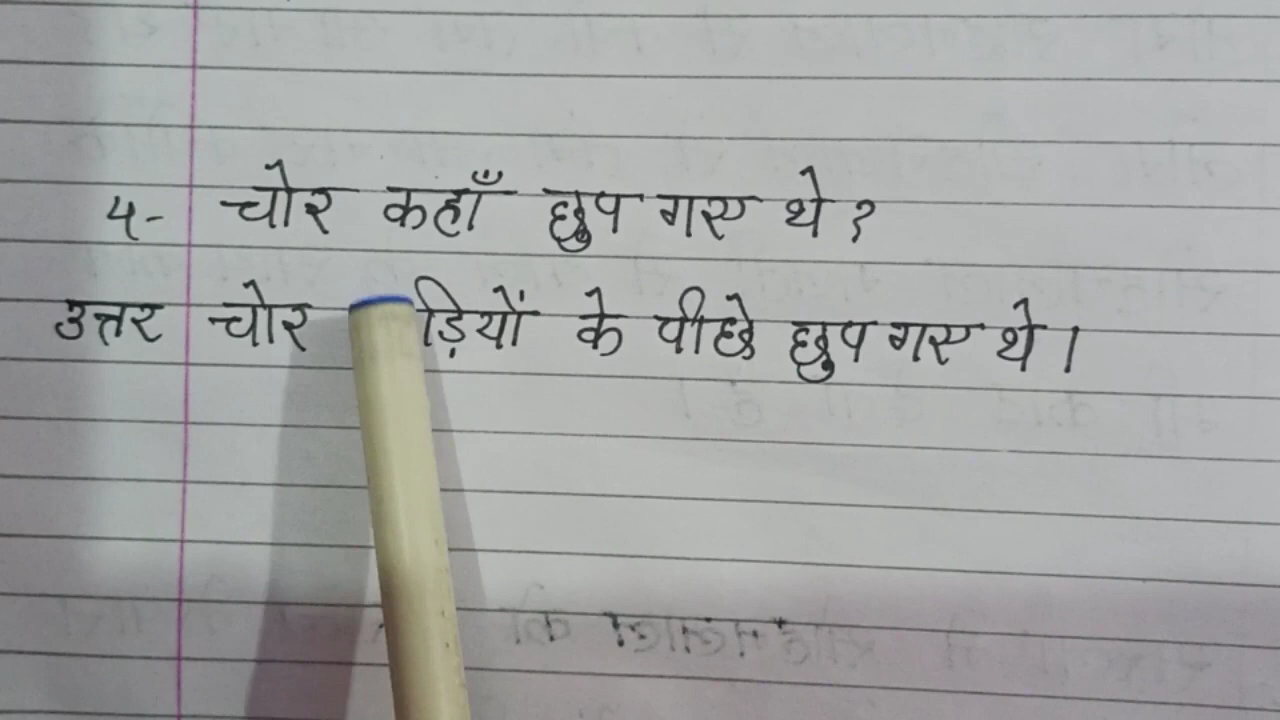 ५- चोर कहाँ छुप गए थे?
उत्तर चोर के पीछे छुप गए थे।